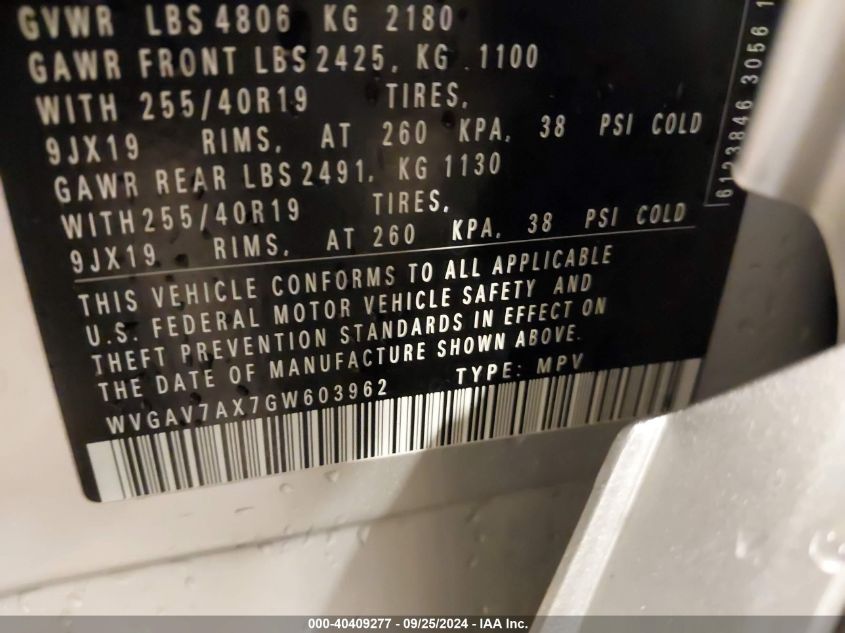 GVWR LBS 4806 KG 2180
GAWR FRONT LBS 2425, KG 1100
WITH 255/40R19 TIRES,
9JX19 RIMS, AT 260 KPA, 38 PSI COLD
GAWR REAR LBS 2491, KG 1130
WITH 255/40R19 TIRES,
9JX19 RIMS, AT 260 KPA, 38 PSI COLD
THIS VEHICLE CONFORMS TO ALL APPLICABLE
U.S. FEDERAL MOTOR VEHICLE SAFETY AND
THEFT PREVENTION STANDARDS IN EFFECT ON
THE DATE OF MANUFACTURE SHOWN ABOVE.
WVGAV7AX7GW603962 TYPE: MPV
6123846 3056 1
000-40409277 - 09/25/2024 - IAA Inc.